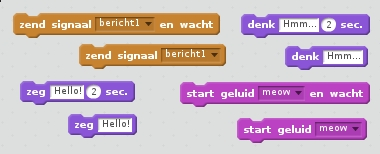 zend signaal bericht1 en wacht
denk Hmm... 2 sec.
zend signaal bericht1
denk Hmm...
zeg Hello! 2 sec.
start geluid meow en wacht
zeg Hello!
start geluid meow